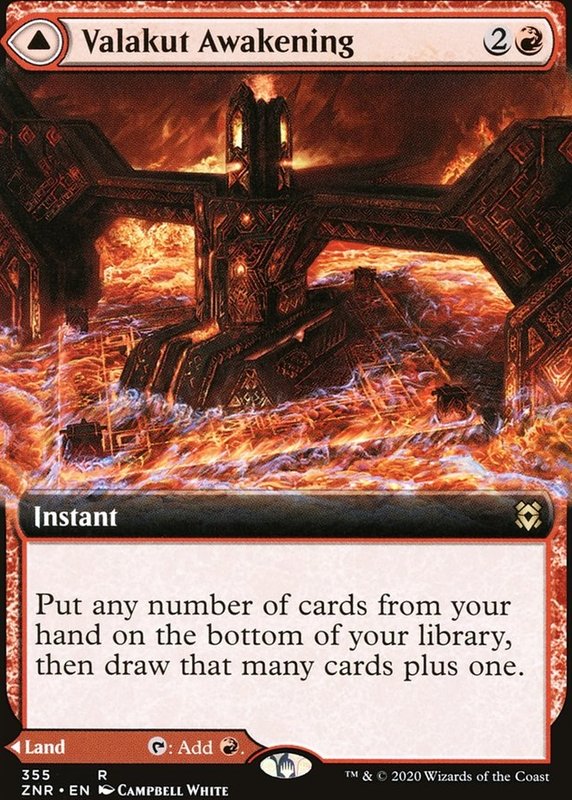 Valakut Awakening 2
Instant
Put any number of cards from your
hand on the bottom of your library,
then draw that many cards plus one.
Land : Add .
355 R
ZNR • EN CAMPBELL WHITE
™ & © 2020 Wizards of the Coast